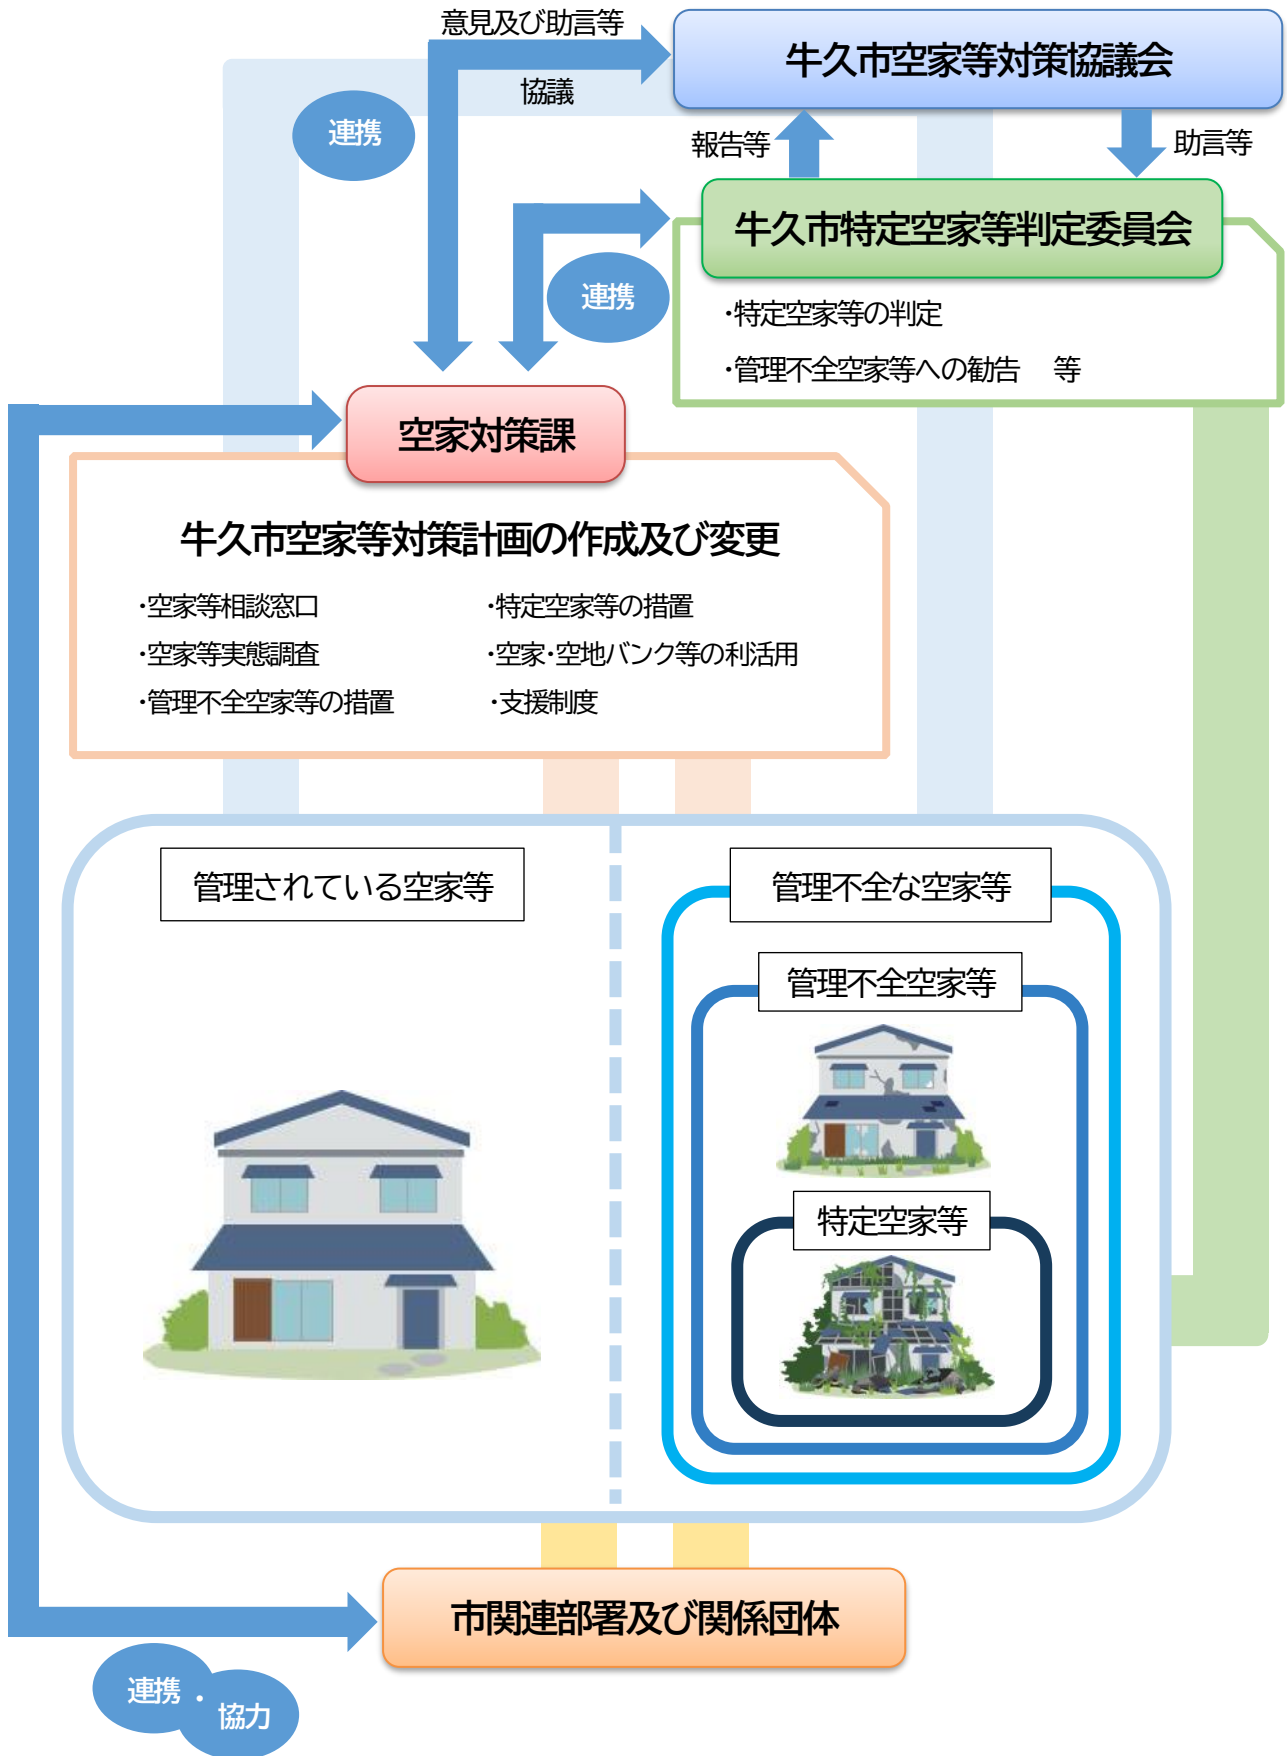 意見及び助言等
牛久市空家等対策協議会
協議
連携
報告等
助言等
牛久市特定空家等判定委員会
連携
・特定空家等の判定
・管理不全空家等への勧告　等
空家対策課
牛久市空家等対策計画の作成及び変更
・空家等相談窓口
・特定空家等の措置
・空家等実態調査
・空家・空地バンク等の利活用
・管理不全空家等の措置
・支援制度
管理されている空家等
管理不全な空家等
管理不全空家等
特定空家等
市関連部署及び関係団体
連携・
協力